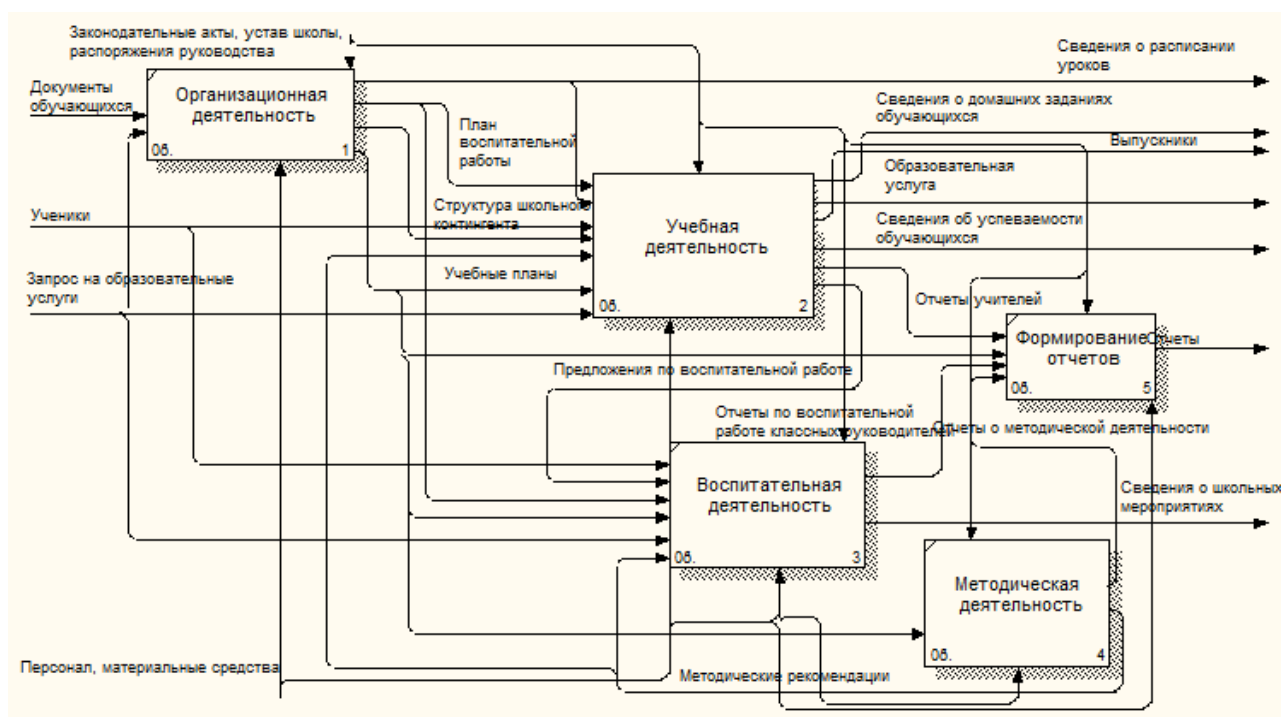 Законодательные акты, устав школы,
распоряжения руководства
Сведения о расписании
уроков
Документы
обучающихся
Организационная
деятельность
0б.
1
Сведения о домашних заданиях
обучающихся
План
воспитательной
работы
Выпускники
Образовательная
услуга
Ученики
Структура школьного
контингента
Учебная
деятельность
0б.
2
Сведения об успеваемости
обучающихся
Запрос на образовательные
услуги
Учебные планы
Отчеты учителей
Формирование
отчетов
0б.
5
Отчеты
Предложения по воспитательной работе
Отчеты по воспитательной
работе классных руководителей
Отчеты о методической деятельности
Воспитательная
деятельность
0б.
3
Сведения о школьных
мероприятиях
Методическая
деятельность
0б.
4
Персонал, материальные средства
Методические рекомендации